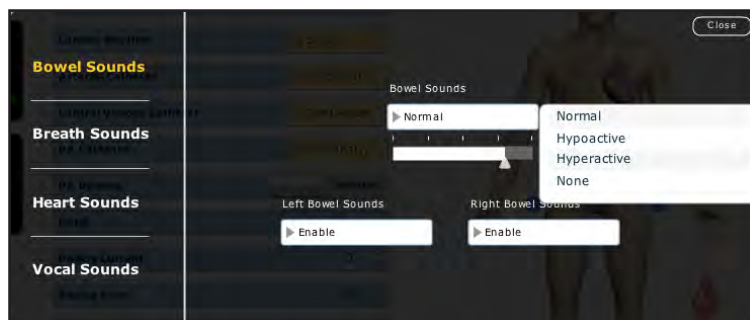 Close
Bowel Sounds
Breath Sounds
Heart Sounds
Vocal Sounds
Bowel Sounds
Normal
Normal
Hypoactive
Hyperactive
None
Left Bowel Sounds
Right Bowel Sounds
Enable
Enable